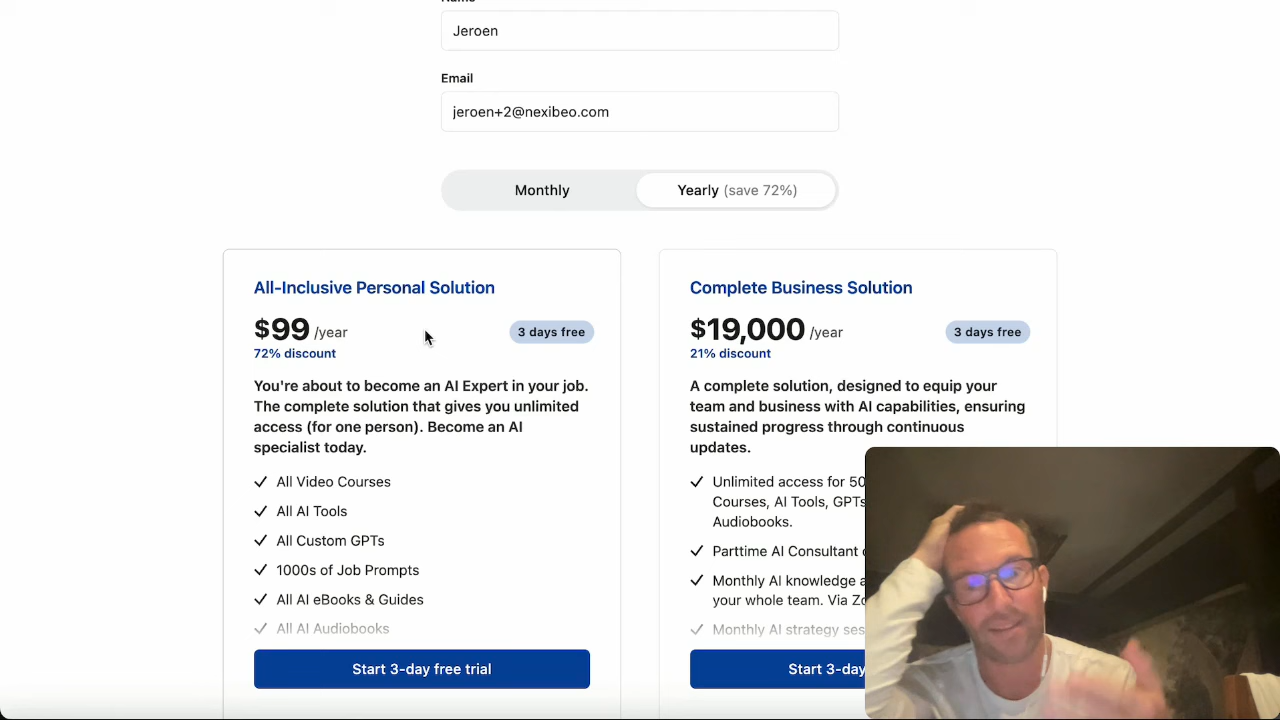 Jeroen
Email
jeroen+2@nexibeo.com
Monthly
Yearly (save 72%)
All-Inclusive Personal Solution
$99 /year
3 days free
72% discount
You're about to become an AI Expert in your job.
The complete solution that gives you unlimited
access (for one person). Become an AI
specialist today.
All Video Courses
All AI Tools
All Custom GPTs
1000s of Job Prompts
All AI eBooks & Guides
All AI Audiobooks
Start 3-day free trial
Complete Business Solution
$19,000 /year
3 days free
21% discount
A complete solution, designed to equip your
team and business with AI capabilities, ensuring
sustained progress through continuous
updates.
Unlimited access for 50
Courses, AI Tools, GPTs
Audiobooks.
Parttime AI Consultant
Monthly AI knowledge
your whole team. Via
Monthly AI strategy
Start 3-day